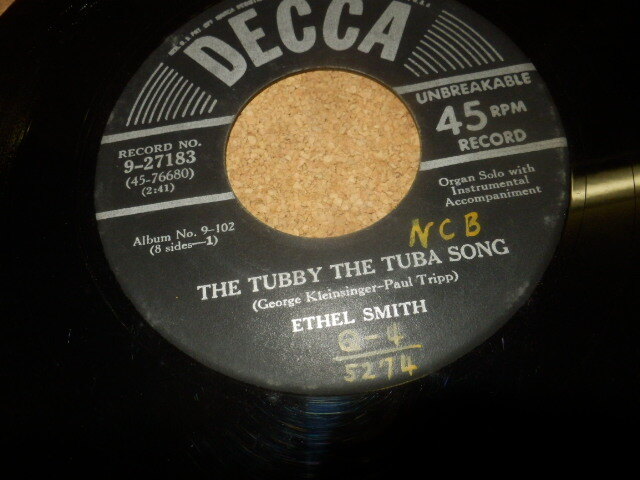 DECCA
UNBREAKABLE
45 RPM
RECORD
RECORD NO.
9-27183
(45-76680)
(2:41)
Organ Solo with
Instrumental
Accompaniment
Album No. 9-102
(8 sides—1)
NCB
THE TUBBY THE TUBA SONG
(George Kleinsinger-Paul Tripp)
ETHEL SMITH
Q-4
5274